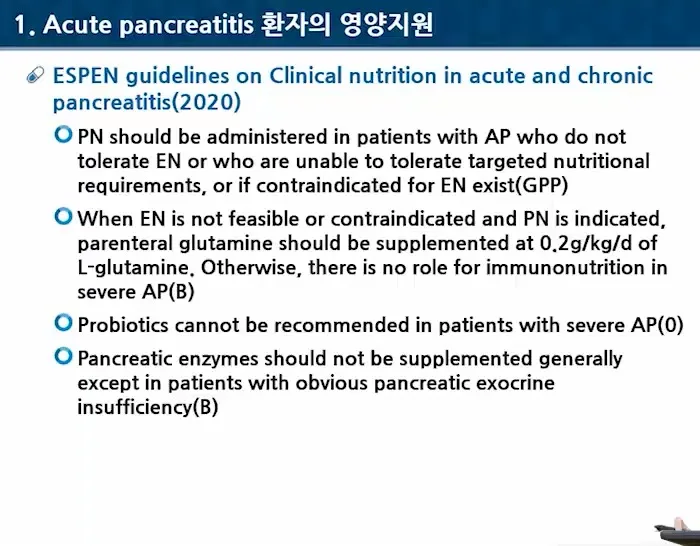 1. Acute pancreatitis 환자의 영양지원
ESPEN guidelines on Clinical nutrition in acute and chronic
pancreatitis(2020)
PN should be administered in patients with AP who do not
tolerate EN or who are unable to tolerate targeted nutritional
requirements, or if contraindicated for EN exist(GPP)
When EN is not feasible or contraindicated and PN is indicated,
parenteral glutamine should be supplemented at 0.2g/kg/d of
L-glutamine. Otherwise, there is no role for immunonutrition in
severe AP(B)
Probiotics cannot be recommended in patients with severe AP(0)
Pancreatic enzymes should not be supplemented generally
except in patients with obvious pancreatic exocrine
insufficiency(B)